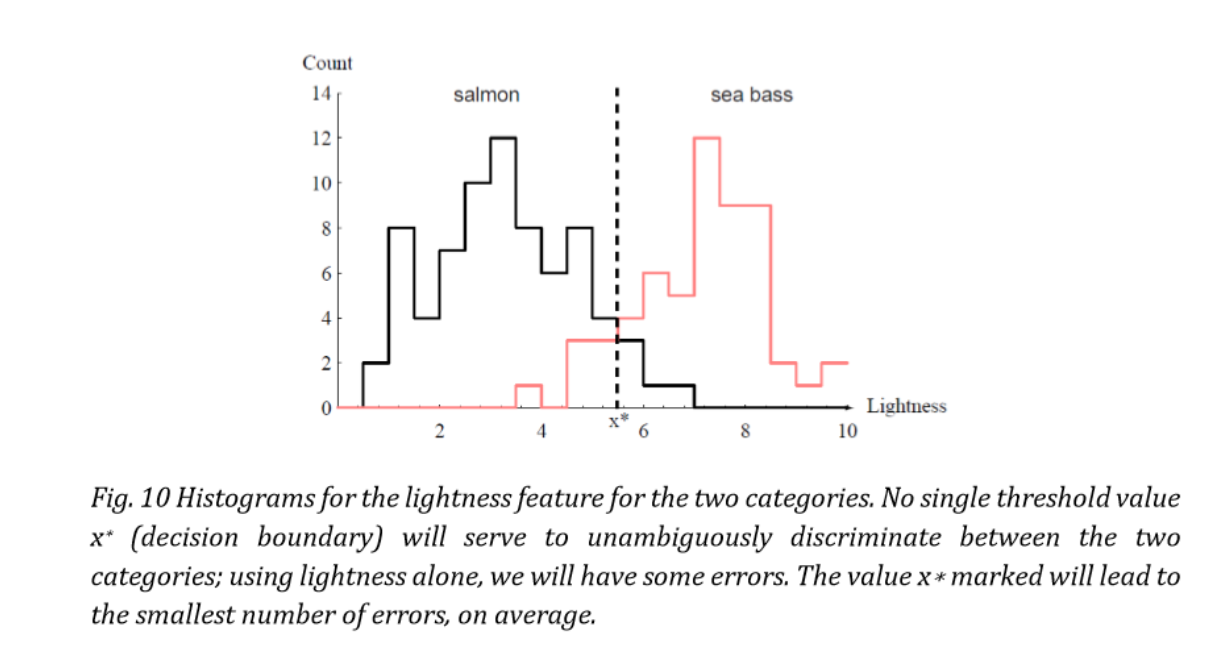 Count
14
salmon
sea bass
12
10
8
6
4
2
0
Lightness
2
4
x*
6
8
10
Fig. 10 Histograms for the lightness feature for the two categories. No single threshold value
x* (decision boundary) will serve to unambiguously discriminate between the two
categories; using lightness alone, we will have some errors. The value x* marked will lead to
the smallest number of errors, on average.